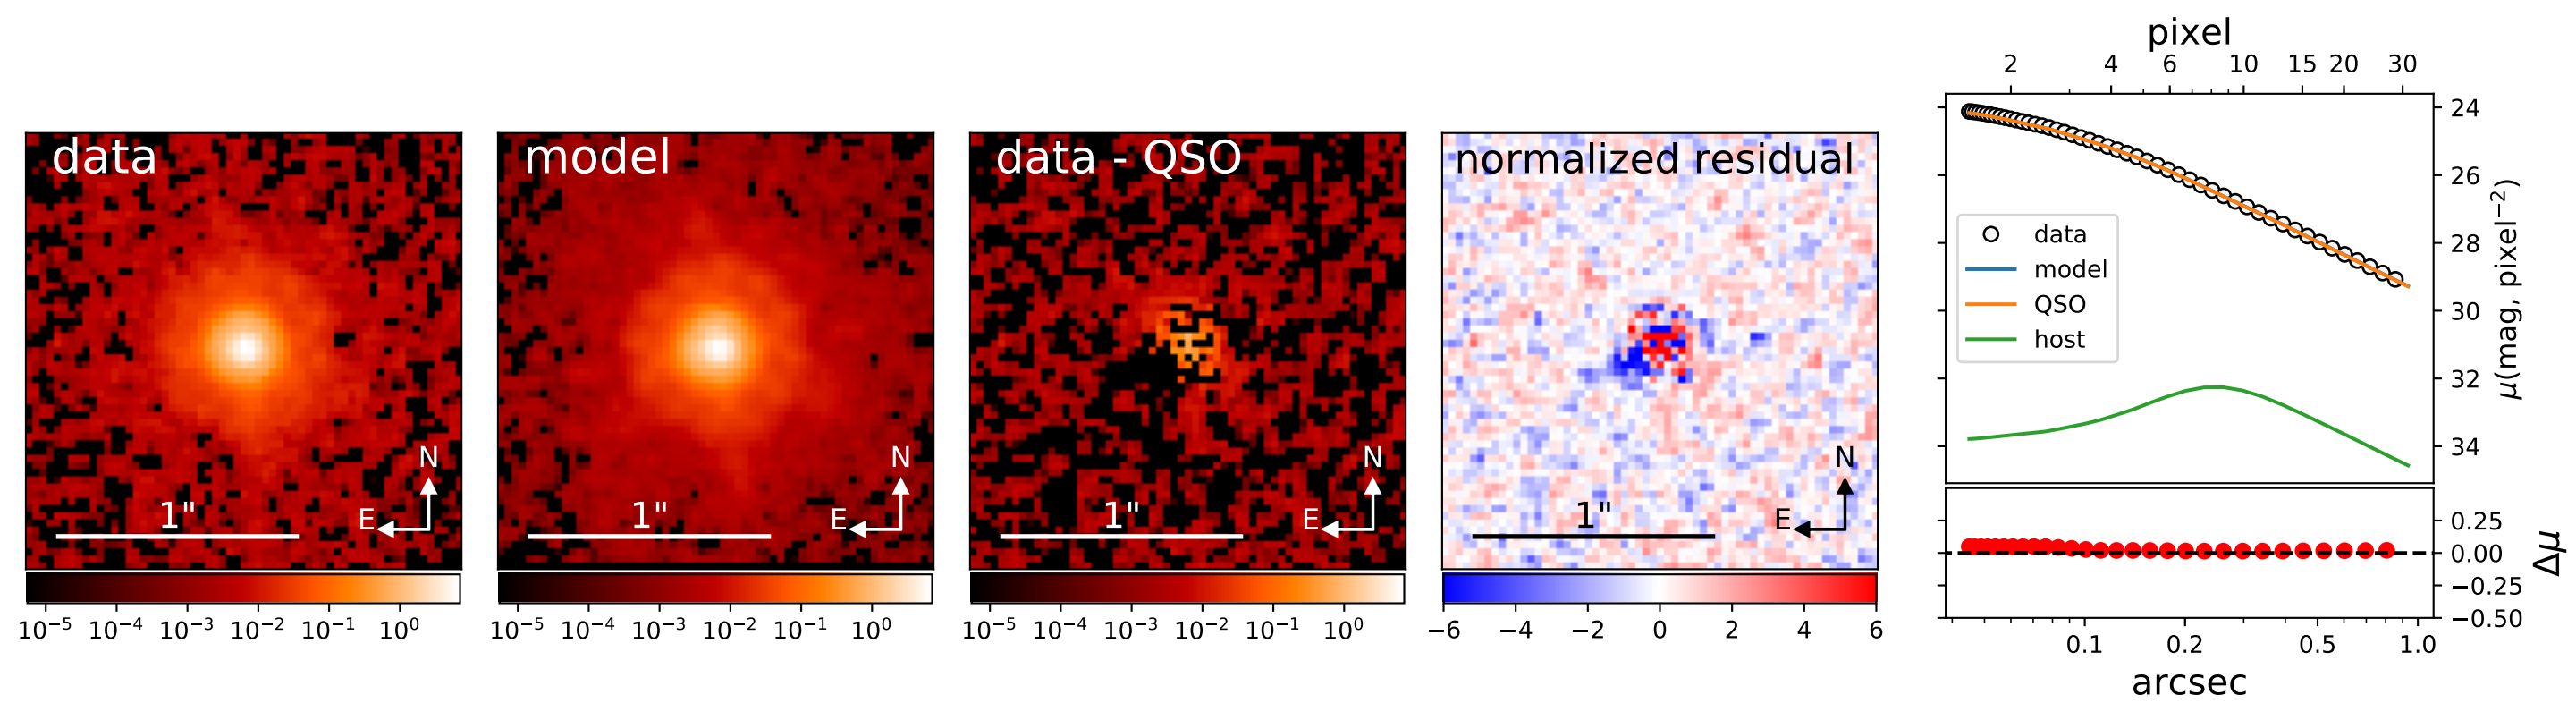 data
N
E
1"
10⁻⁵ 10⁻⁴ 10⁻³ 10⁻² 10⁻¹ 10⁰
model
N
E
1"
10⁻⁵ 10⁻⁴ 10⁻³ 10⁻² 10⁻¹ 10⁰
data - QSO
N
E
1"
10⁻⁵ 10⁻⁴ 10⁻³ 10⁻² 10⁻¹ 10⁰
normalized residual
N
E
1"
−6 −4 −2 0 2 4 6
pixel
2 4 6 10 15 20 30
24
26
28
30
32
34
μ(mag, pixel⁻²)
data
model
QSO
host
0.25
0.00
−0.25
−0.50
Δμ
0.1 0.2 0.5 1.0
arcsec